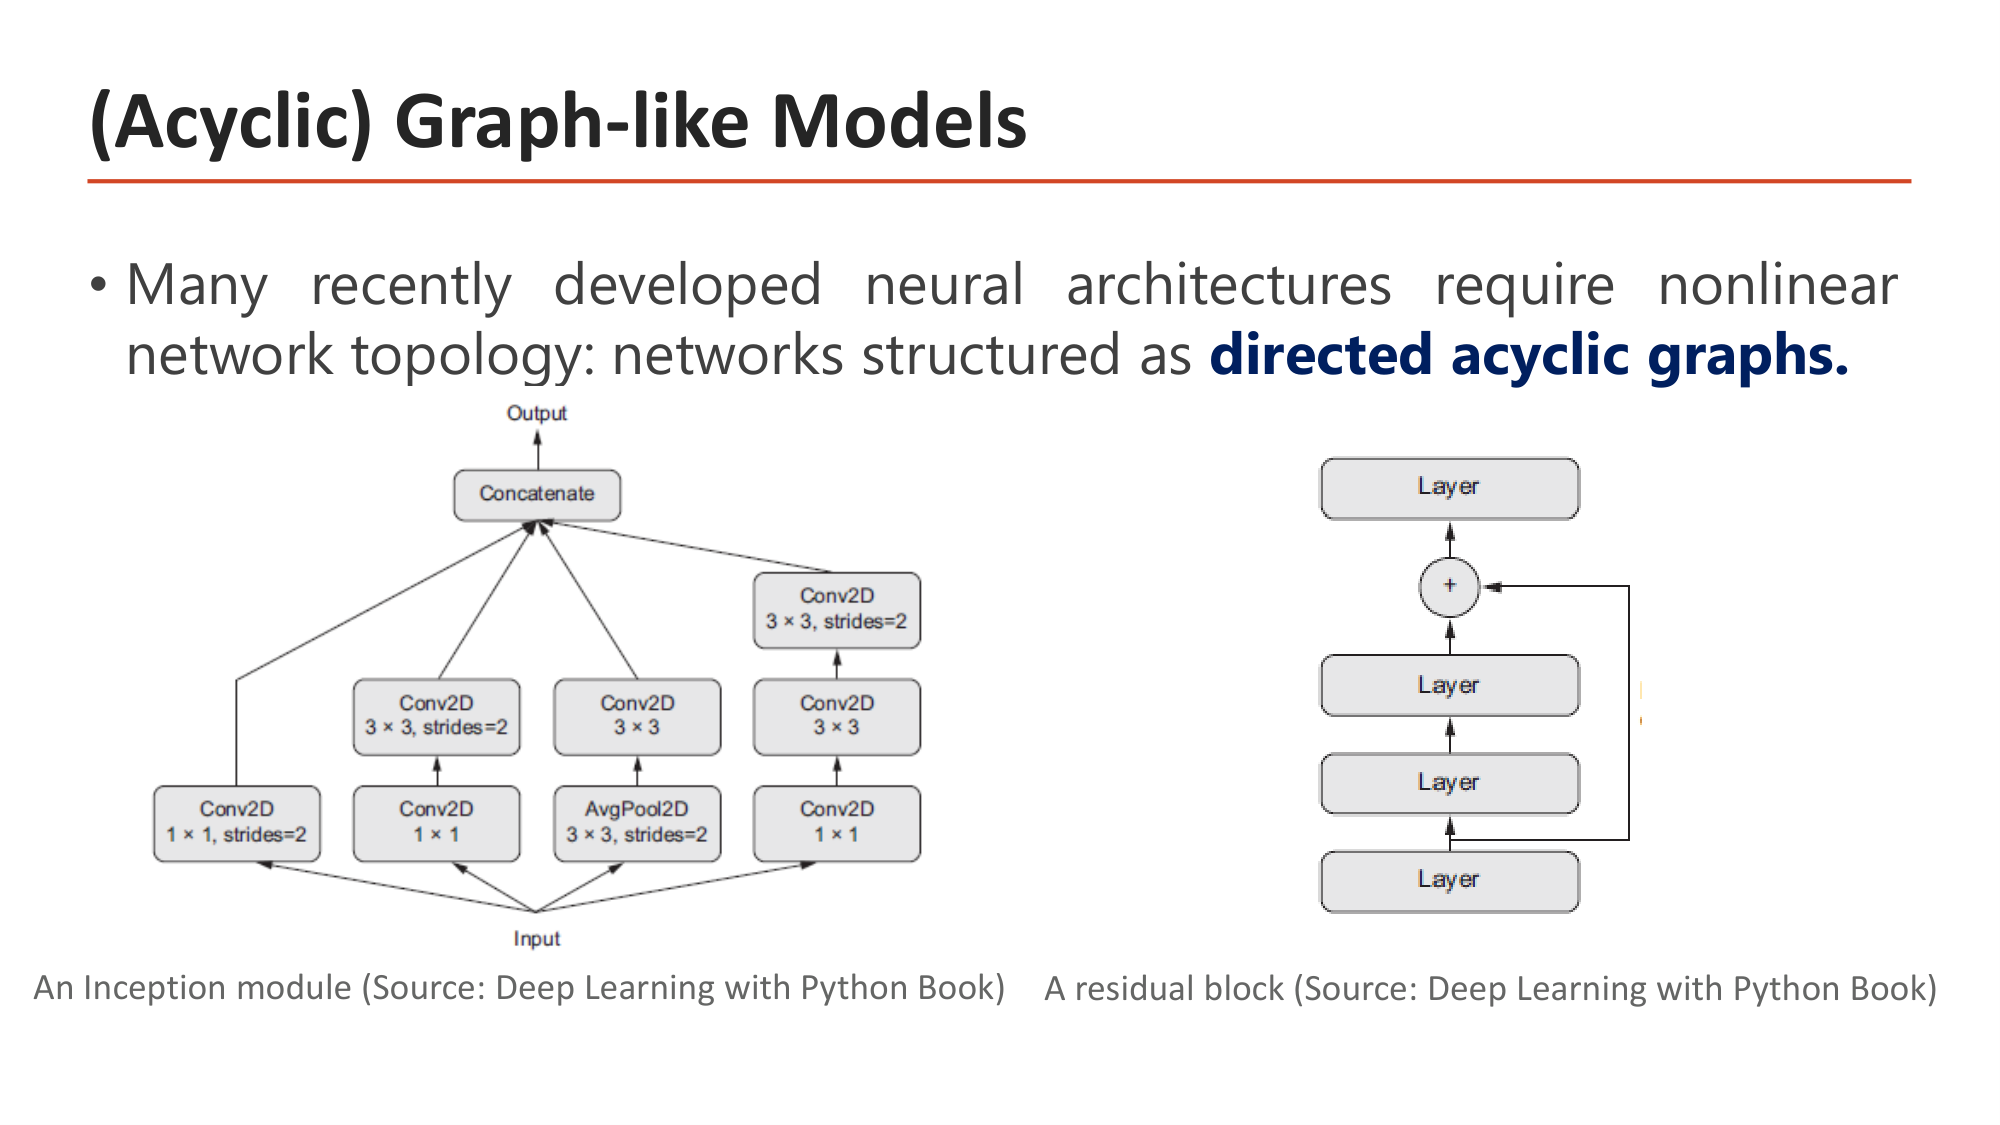 (Acyclic) Graph-like Models
• Many recently developed neural architectures require nonlinear
network topology: networks structured as directed acyclic graphs.
Output
Concatenate
Conv2D
3 × 3, strides=2
Conv2D
3 × 3, strides=2
Conv2D
3 × 3
Conv2D
3 × 3
Conv2D
1 × 1, strides=2
Conv2D
1 × 1
AvgPool2D
3 × 3, strides=2
Conv2D
1 × 1
Input
An Inception module (Source: Deep Learning with Python Book)
Layer
+
Layer
Layer
Layer
A residual block (Source: Deep Learning with Python Book)